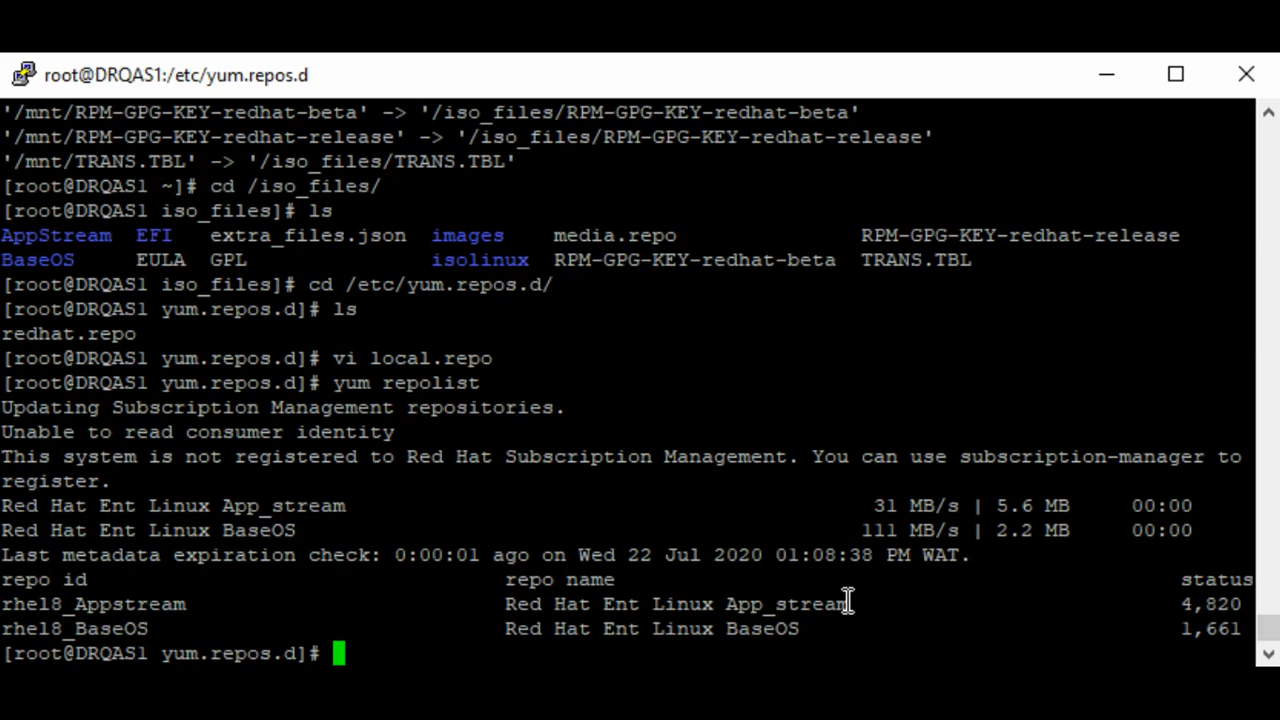 root@DRQAS1:/etc/yum.repos.d
'/mnt/RPM-GPG-KEY-redhat-beta' -> '/iso_files/RPM-GPG-KEY-redhat-beta'
'/mnt/RPM-GPG-KEY-redhat-release' -> '/iso_files/RPM-GPG-KEY-redhat-release'
'/mnt/TRANS.TBL' -> '/iso_files/TRANS.TBL'
[root@DRQAS1 ~]# cd /iso_files/
[root@DRQAS1 iso_files]# ls
AppStream  EFI   extra_files.json  images    media.repo               RPM-GPG-KEY-redhat-release
BaseOS     EULA  GPL               isolinux  RPM-GPG-KEY-redhat-beta  TRANS.TBL
[root@DRQAS1 iso_files]# cd /etc/yum.repos.d/
[root@DRQAS1 yum.repos.d]# ls
redhat.repo
[root@DRQAS1 yum.repos.d]# vi local.repo
[root@DRQAS1 yum.repos.d]# yum repolist
Updating Subscription Management repositories.
Unable to read consumer identity
This system is not registered to Red Hat Subscription Management. You can use subscription-manager to
register.
Red Hat Ent Linux App_stream                                           31 MB/s | 5.6 MB     00:00
Red Hat Ent Linux BaseOS                                              111 MB/s | 2.2 MB     00:00
Last metadata expiration check: 0:00:01 ago on Wed 22 Jul 2020 01:08:38 PM WAT.
repo id                                  repo name                                              status
rhel8_Appstream                          Red Hat Ent Linux App_stream                           4,820
rhel8_BaseOS                             Red Hat Ent Linux BaseOS                               1,661
[root@DRQAS1 yum.repos.d]#